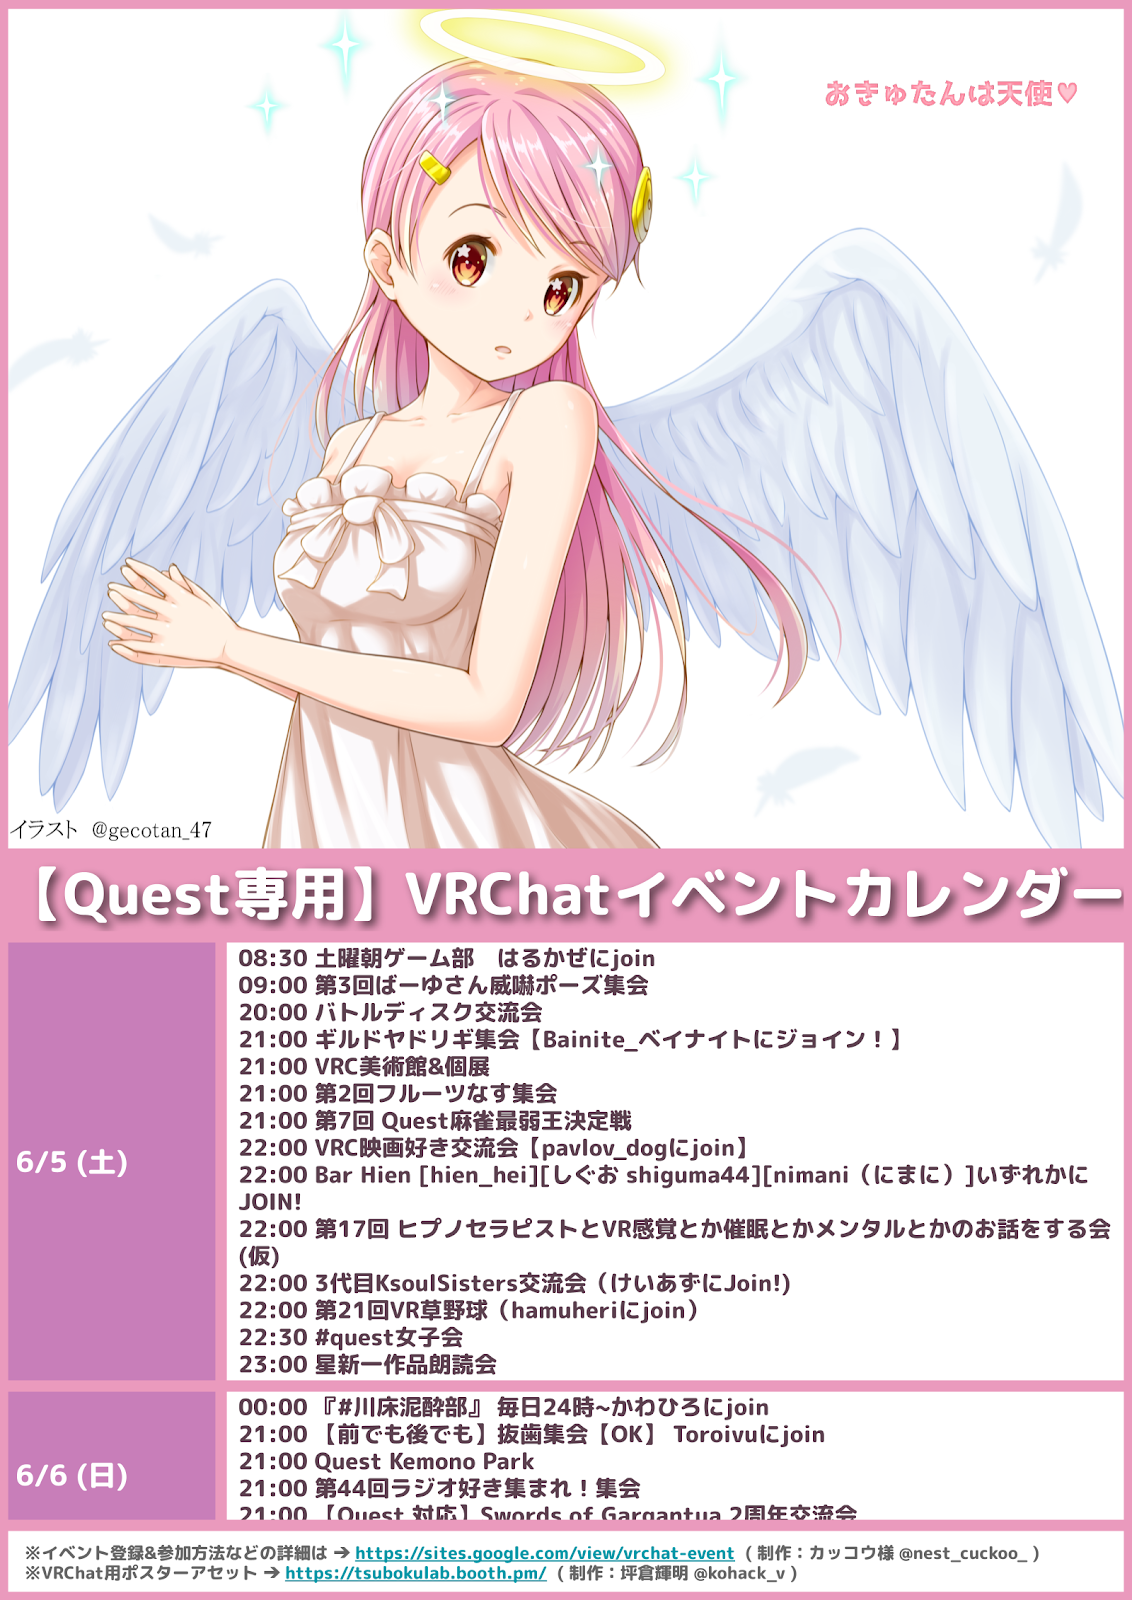 おきゅたんは天使♥
イラスト @gecotan_47
【Quest専用】VRChatイベントカレンダー
6/5 (土)
08:30 土曜朝ゲーム部　はるかぜにjoin
09:00 第3回ばーゆさん威嚇ポーズ集会
20:00 バトルディスク交流会
21:00 ギルドヤドリギ集会【Bainite_ベイナイトにジョイン！】
21:00 VRC美術館&個展
21:00 第2回フルーツなす集会
21:00 第7回 Quest麻雀最弱王決定戦
22:00 VRC映画好き交流会【pavlov_dogにjoin】
22:00 Bar Hien [hien_hei][しぐお shiguma44][nimani（にまに）]いずれかに
JOIN!
22:00 第17回 ヒプノセラピストとVR感覚とか催眠とかメンタルとかのお話をする会
(仮)
22:00 3代目KsoulSisters交流会（けいあずにJoin!)
22:00 第21回VR草野球（hamuheriにjoin）
22:30 #quest女子会
23:00 星新一作品朗読会
6/6 (日)
00:00 『#川床泥酔部』 毎日24時~かわひろにjoin
21:00 【前でも後でも】抜歯集会【OK】 Toroivuにjoin
21:00 Quest Kemono Park
21:00 第44回ラジオ好き集まれ！集会
21:00 【Quest 対応】Swords of Gargantua 2周年交流会
※イベント登録&参加方法などの詳細は → https://sites.google.com/view/vrchat-event ( 制作：カッコウ様 @nest_cuckoo_ )
※VRChat用ポスターアセット → https://tsubokulab.booth.pm/ ( 制作：坪倉輝明 @kohack_v )